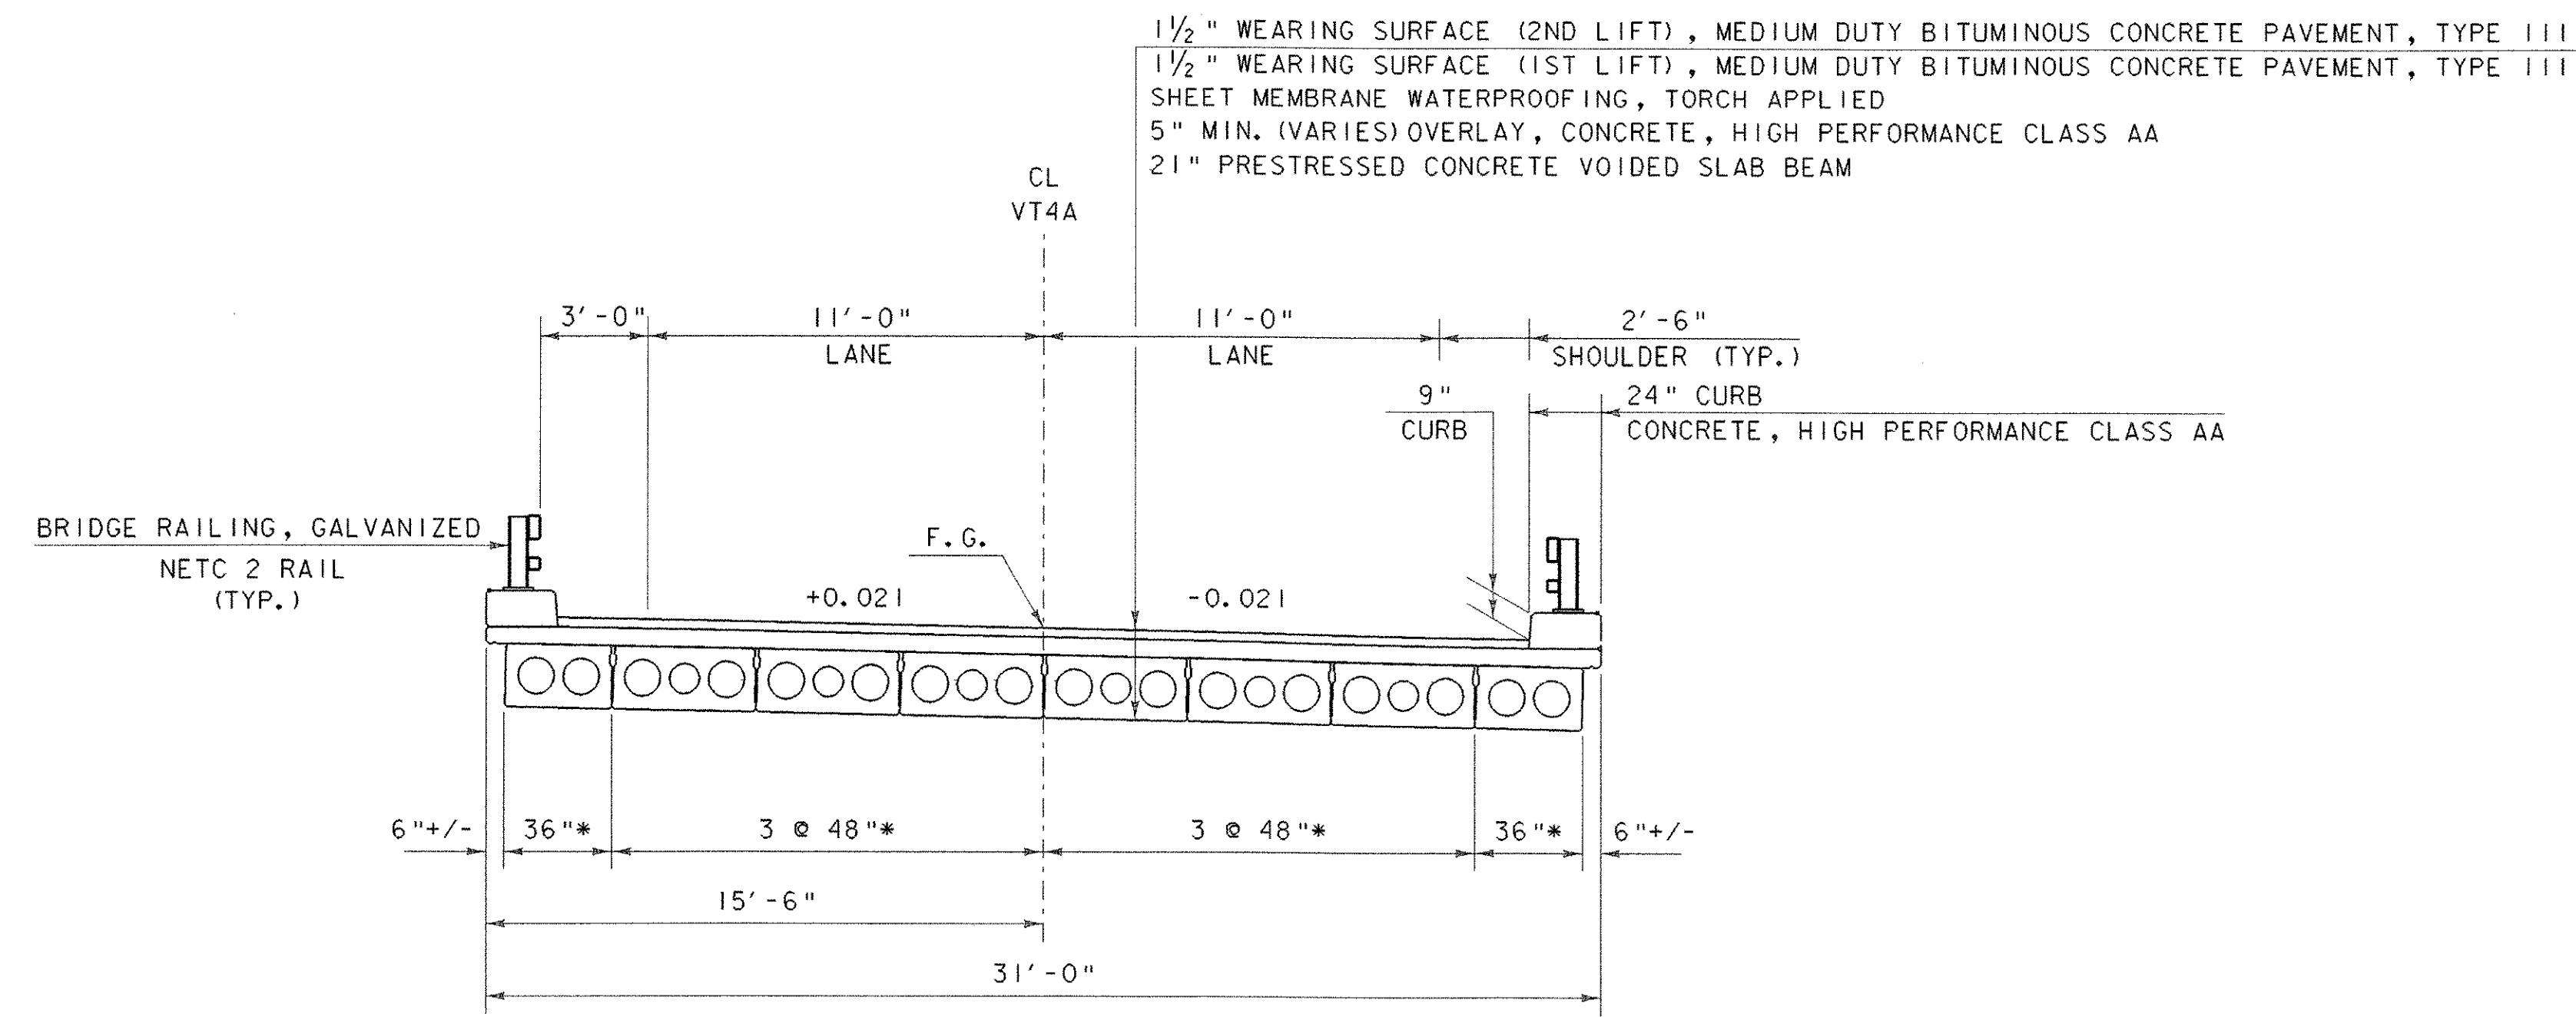 1 1/2" WEARING SURFACE (2ND LIFT), MEDIUM DUTY BITUMINOUS CONCRETE PAVEMENT, TYPE III
1 1/2" WEARING SURFACE (1ST LIFT), MEDIUM DUTY BITUMINOUS CONCRETE PAVEMENT, TYPE III
SHEET MEMBRANE WATERPROOFING, TORCH APPLIED
5" MIN. (VARIES) OVERLAY, CONCRETE, HIGH PERFORMANCE CLASS AA
21" PRESTRESSED CONCRETE VOIDED SLAB BEAM
CL
VT4A
3'-0"
11'-0"
LANE
11'-0"
LANE
2'-6"
SHOULDER (TYP.)
9"
CURB
24" CURB
CONCRETE, HIGH PERFORMANCE CLASS AA
BRIDGE RAILING, GALVANIZED
NETC 2 RAIL
(TYP.)
F.G.
+0.021
-0.021
6"+/-
36"*
3 @ 48"*
3 @ 48"*
36"*
6"+/-
15'-6"
31'-0"